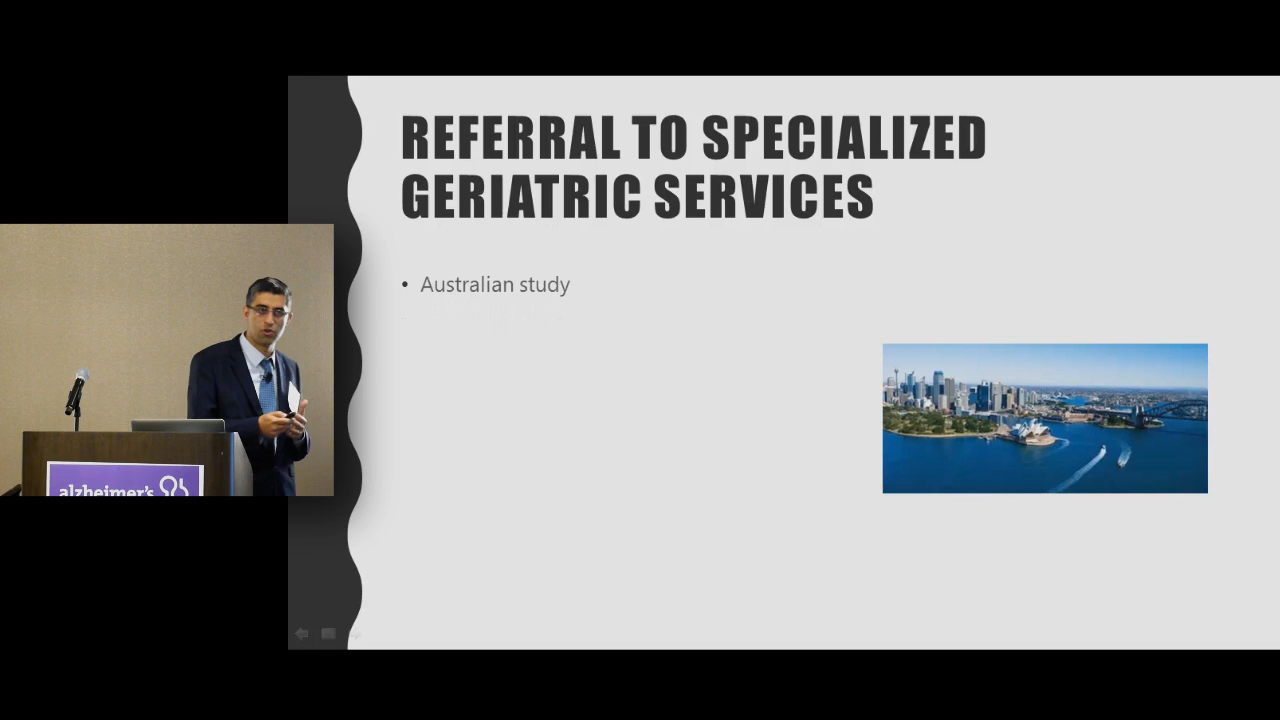 REFERRAL TO SPECIALIZED
GERIATRIC SERVICES
• Australian study
alzheimer's